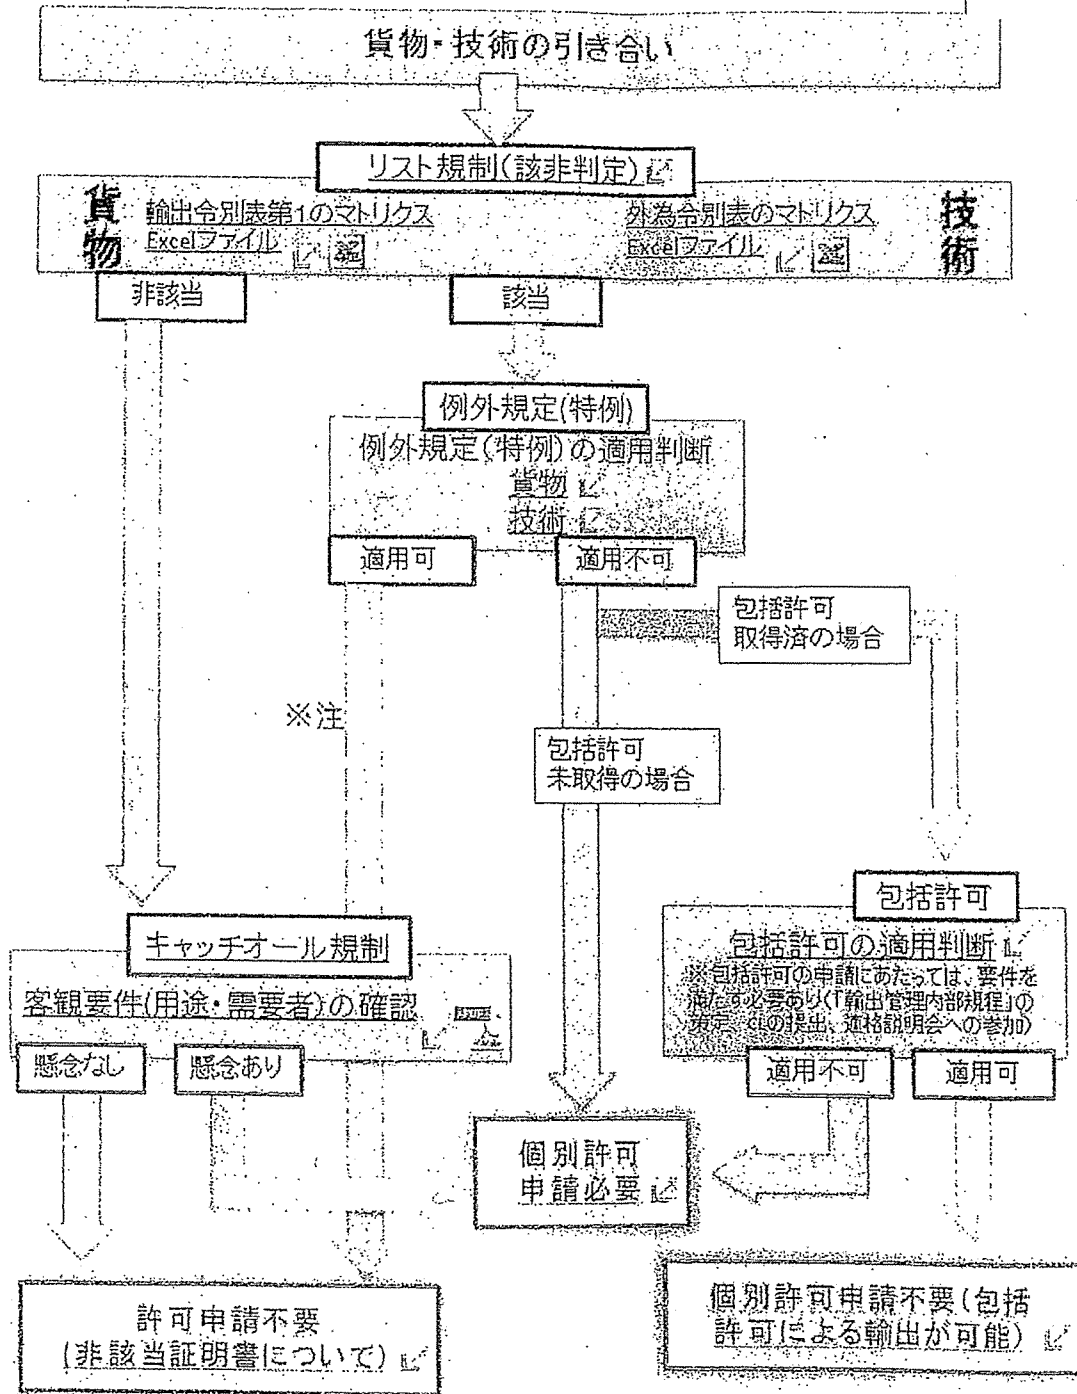 貨物・技術の引き合い
リスト規制(該非判定)
貨物
輸出令別表第1のマトリクス
Excelファイル
外為令別表のマトリクス
Excelファイル
技術
非該当
該当
例外規定(特例)
例外規定(特例)の適用判断
貨物
技術
適用可
適用不可
包括許可
取得済の場合
※注
包括許可
未取得の場合
包括許可
キャッチオール規制
包括許可の適用判断
※包括許可の申請にあたっては、要件を
満たす必要あり(「輸出管理内部規程」の
策定、CLの提出、適格説明会への参加)
客観要件(用途・需要者)の確認
懸念なし
懸念あり
適用不可
適用可
個別許可
申請必要
許可申請不要
(非該当証明書について)
個別許可申請不要(包括
許可による輸出が可能)